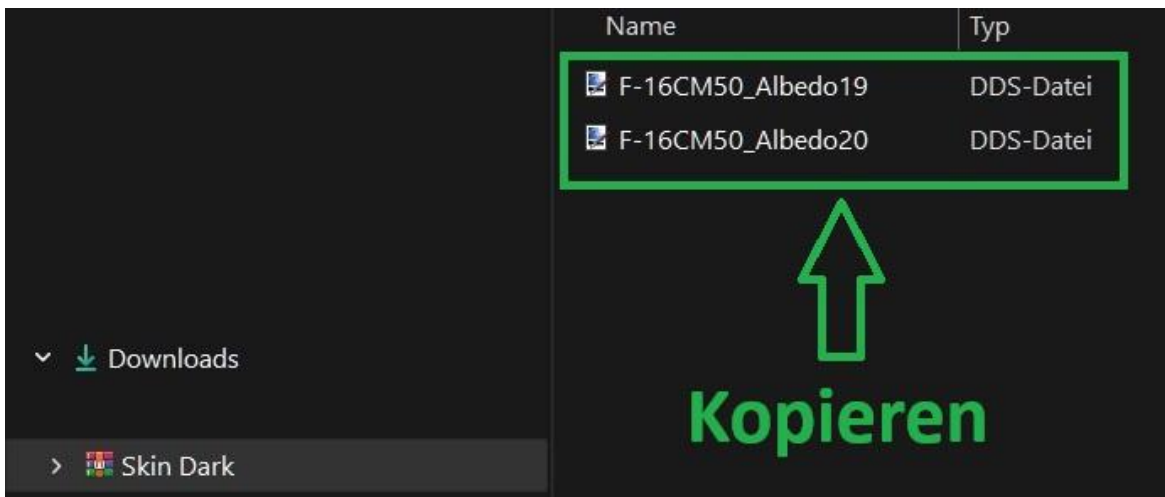 Name Typ
F-16CM50_Albedo19 DDS-Datei
F-16CM50_Albedo20 DDS-Datei
Downloads
Kopieren
Skin Dark